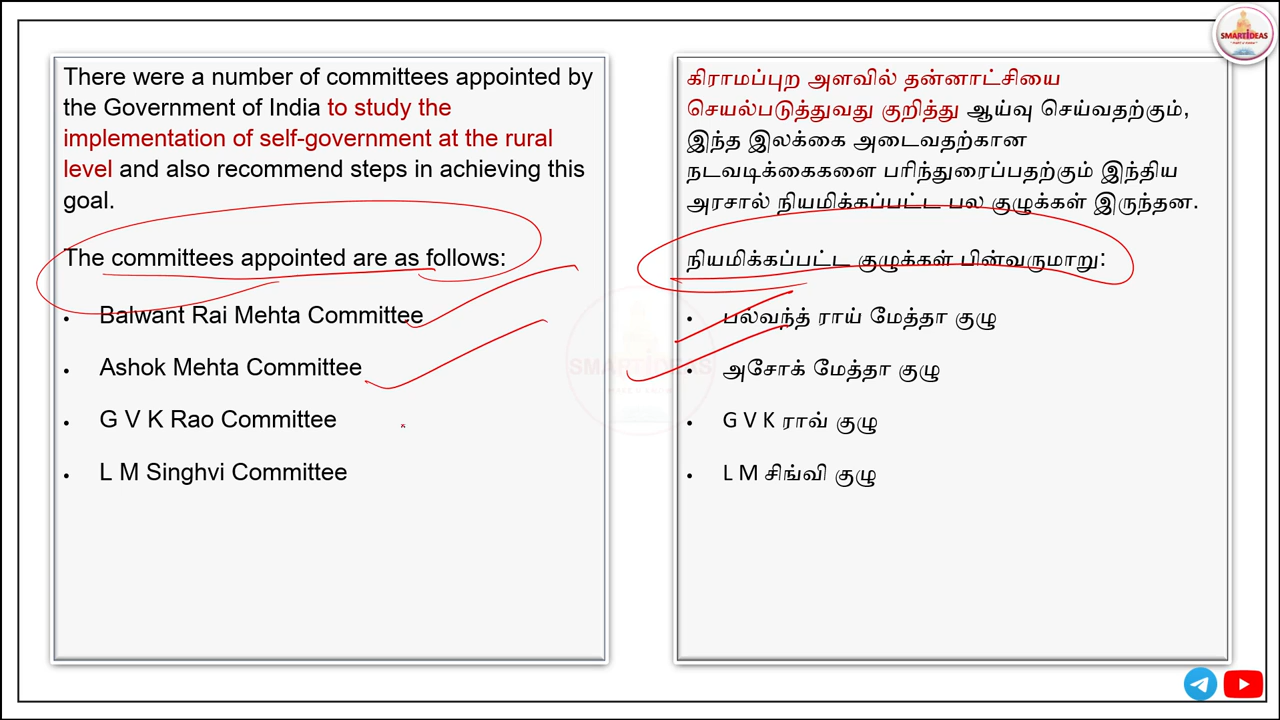 SMARTIDEAS
There were a number of committees appointed by
the Government of India to study the
implementation of self-government at the rural
level and also recommend steps in achieving this
goal.
The committees appointed are as follows:
• Balwant Rai Mehta Committee
• Ashok Mehta Committee
• G V K Rao Committee
• L M Singhvi Committee
கிராமப்புற அளவில் தன்னாட்சியை
செயல்படுத்துவது குறித்து ஆய்வு செய்வதற்கும்,
இந்த இலக்கை அடைவதற்கான
நடவடிக்கைகளை பரிந்துரைப்பதற்கும் இந்திய
அரசால் நியமிக்கப்பட்ட பல குழுக்கள் இருந்தன.
நியமிக்கப்பட்ட குழுக்கள் பின்வருமாறு:
• பல்வந்த் ராய் மேத்தா குழு
• அசோக் மேத்தா குழு
• G V K ராவ் குழு
• L M சிங்வி குழு
SMARTIDEAS